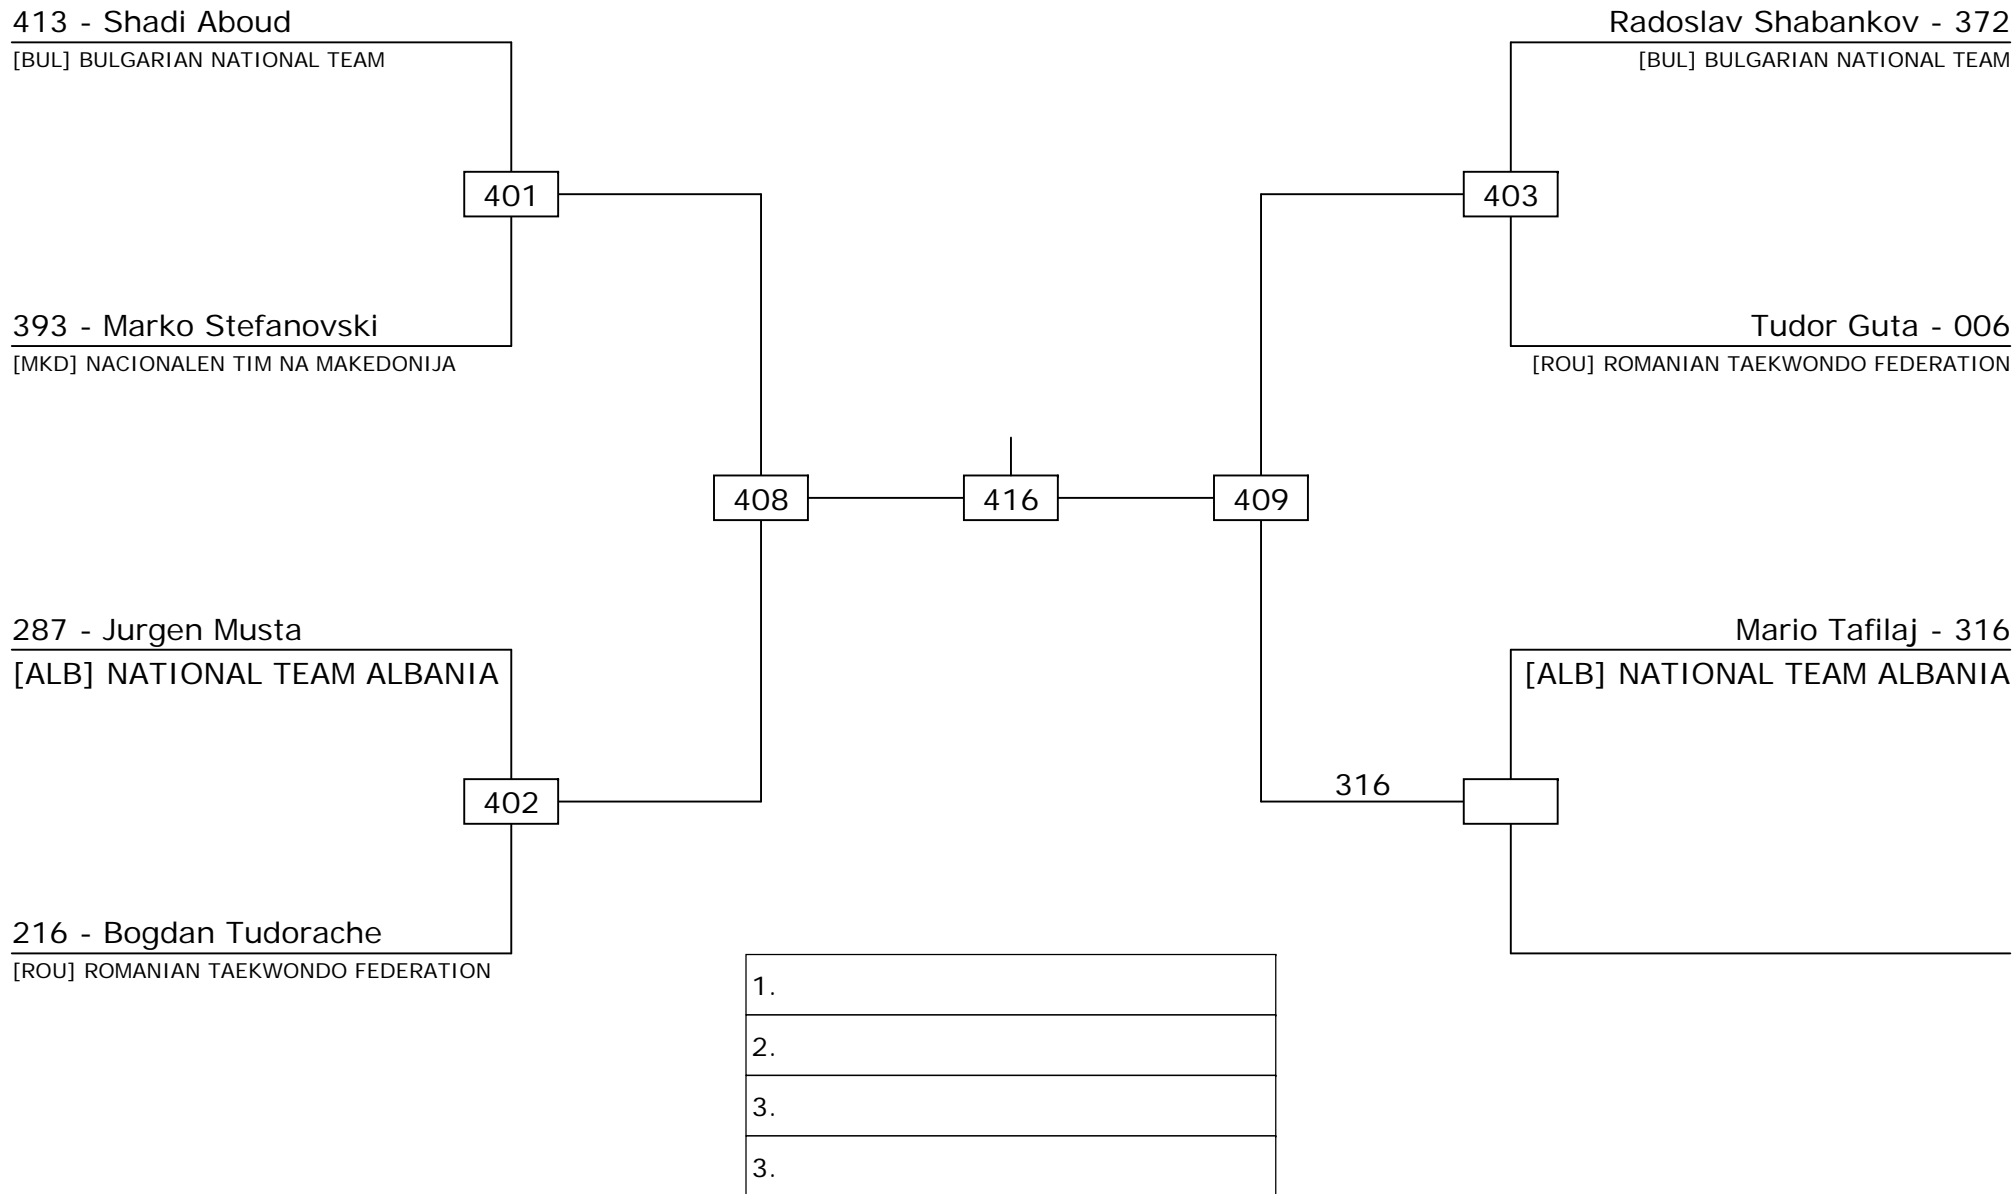 413 - Shadi Aboud
[BUL] BULGARIAN NATIONAL TEAM
401
393 - Marko Stefanovski
[MKD] NACIONALEN TIM NA MAKEDONIJA
408
287 - Jurgen Musta
[ALB] NATIONAL TEAM ALBANIA
402
216 - Bogdan Tudorache
[ROU] ROMANIAN TAEKWONDO FEDERATION
416
Radoslav Shabankov - 372
[BUL] BULGARIAN NATIONAL TEAM
403
Tudor Guta - 006
[ROU] ROMANIAN TAEKWONDO FEDERATION
409
Mario Tafilaj - 316
[ALB] NATIONAL TEAM ALBANIA
316
1.
2.
3.
3.